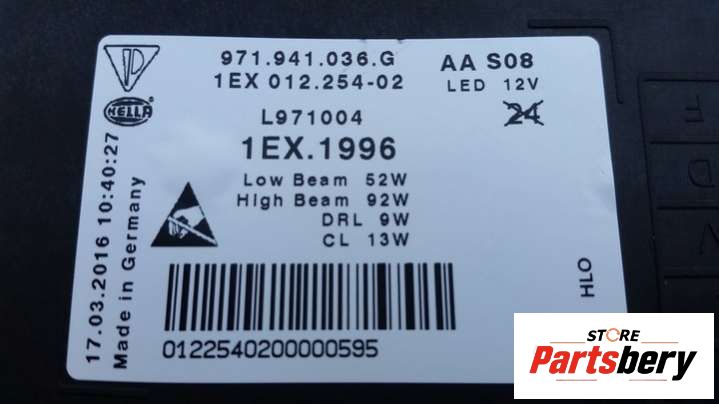 971.941.036.G
1EX 012.254-02
AA S08
LED 12V
24
HELLA
L971004
1EX.1996
Low Beam 52W
High Beam 92W
DRL 9W
CL 13W
17.03.2016 10:40:27
Made in Germany
0122540200000595
HLO
STORE
Partsbery